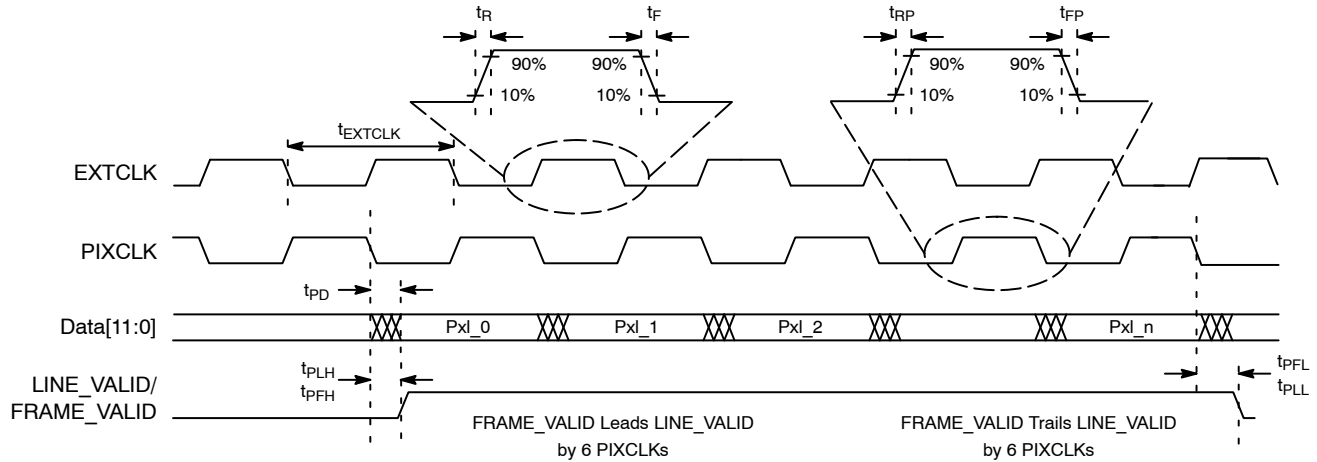 tR
tF
tRP
tFP
90%
90%
90%
90%
10%
10%
10%
10%
tEXTCLK
EXTCLK
PIXCLK
tPD
Data[11:0]
Pxl_0
Pxl_1
Pxl_2
Pxl_n
tPLH
tPFH
tPFL
tPLL
LINE_VALID/
FRAME_VALID
FRAME_VALID Leads LINE_VALID
by 6 PIXCLKs
FRAME_VALID Trails LINE_VALID
by 6 PIXCLKs